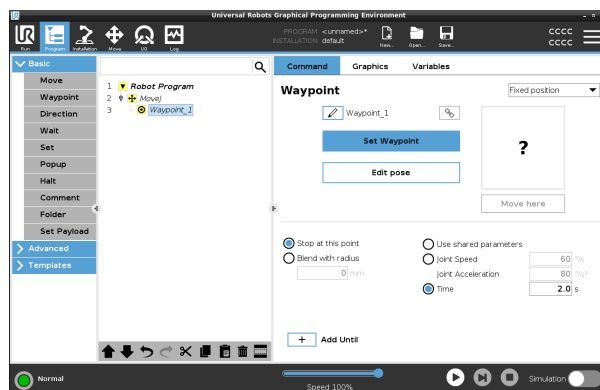 Universal Robots Graphical Programming Environment
Run Program Installation Move I/O Log
PROGRAM <unnamed>*
INSTALLATION default
New... Open... Save...
cccc
cccc
Basic
Move
Waypoint
Direction
Wait
Set
Popup
Halt
Comment
Folder
Set Payload
Advanced
Templates
1 Robot Program
2 MoveJ
3 Waypoint_1
Command Graphics Variables
Waypoint
Fixed position
Waypoint_1
Set Waypoint
?
Edit pose
Move here
Stop at this point
Blend with radius
0 mm
Use shared parameters
Joint Speed 60 °/s
Joint Acceleration 80 °/s²
Time 2.0 s
+ Add Until
Normal
Speed 100%
Simulation